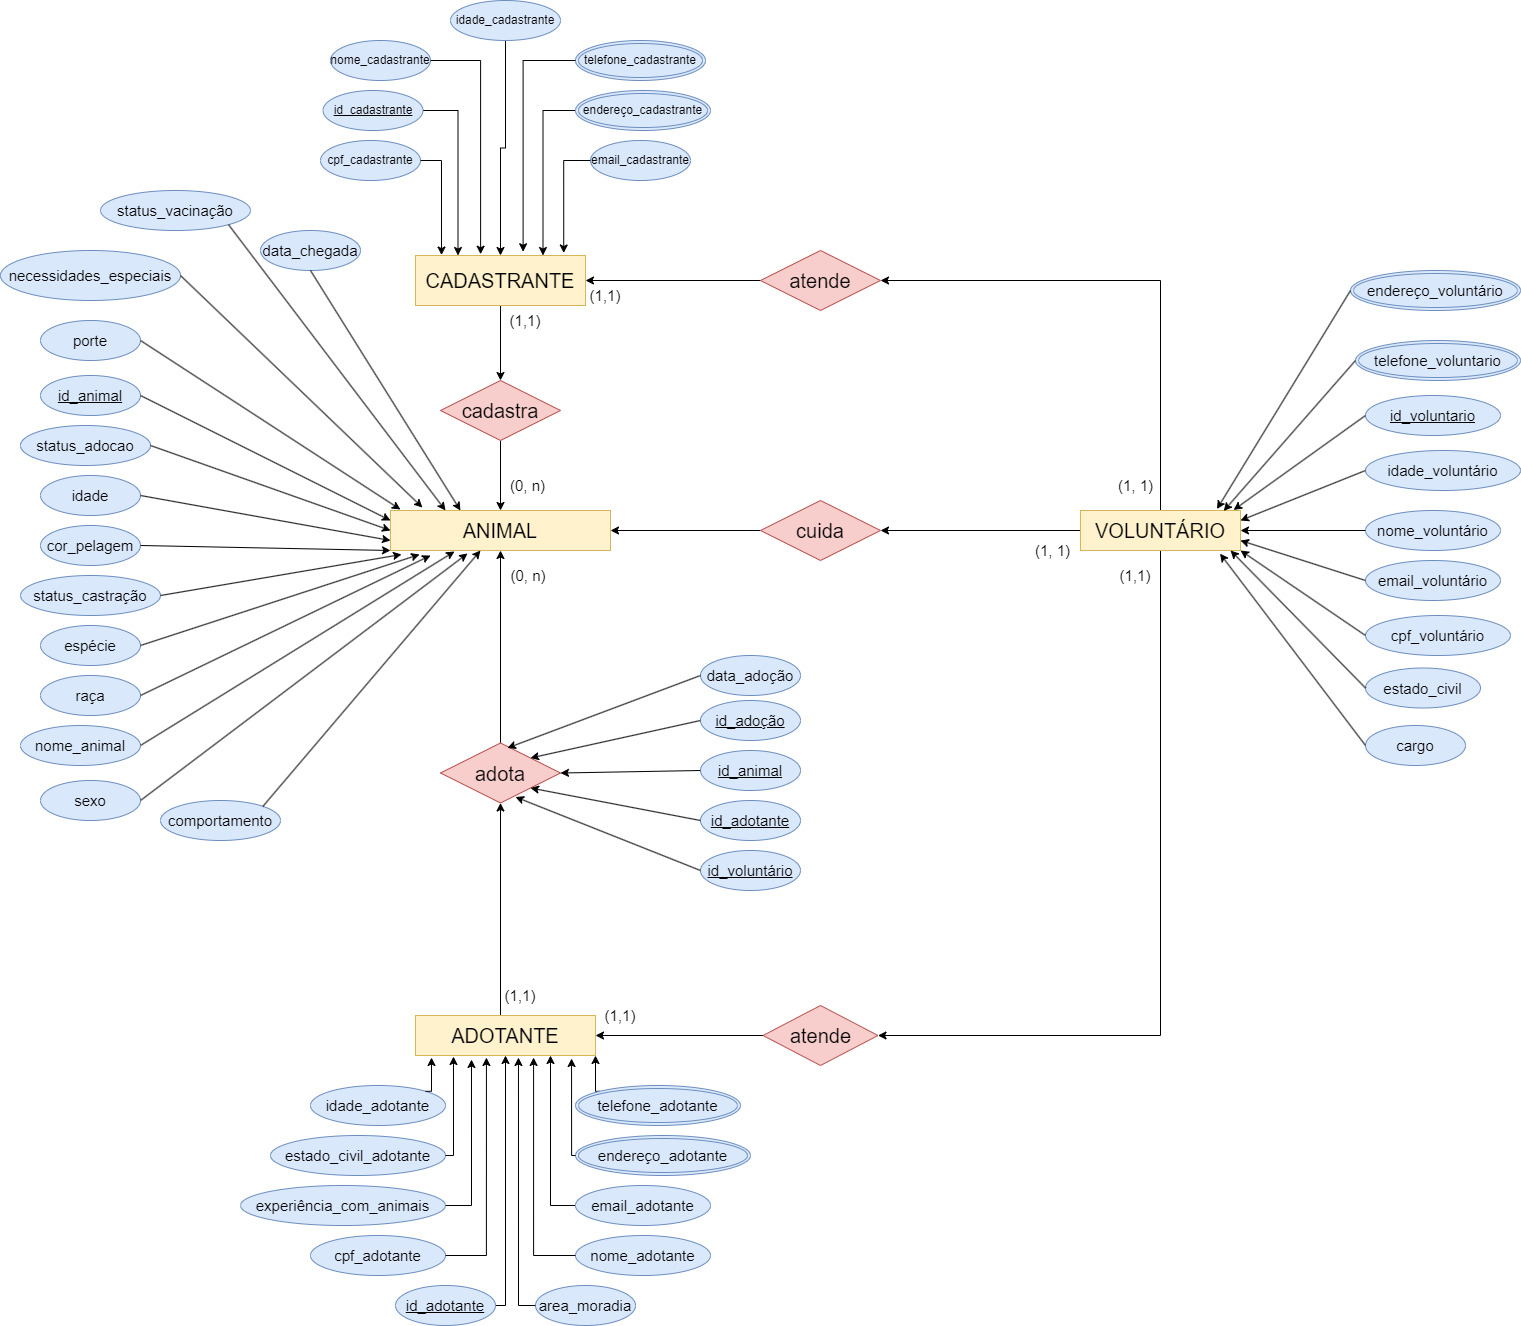 idade_cadastrante
nome_cadastrante
telefone_cadastrante
id_cadastrante
endereço_cadastrante
cpf_cadastrante
email_cadastrante
status_vacinação
data_chegada
necessidades_especiais
CADASTRANTE
atende
(1,1)
(1,1)
endereço_voluntário
porte
telefone_voluntario
id_animal
cadastra
id_voluntario
status_adocao
idade_voluntário
idade
(0, n)
(1, 1)
ANIMAL
cuida
VOLUNTÁRIO
nome_voluntário
cor_pelagem
(1, 1)
(0, n)
(1,1)
email_voluntário
status_castração
cpf_voluntário
espécie
data_adoção
estado_civil
raça
id_adoção
nome_animal
cargo
adota
id_animal
sexo
comportamento
id_adotante
id_voluntário
(1,1)
(1,1)
ADOTANTE
atende
idade_adotante
telefone_adotante
estado_civil_adotante
endereço_adotante
experiência_com_animais
email_adotante
cpf_adotante
nome_adotante
id_adotante
area_moradia